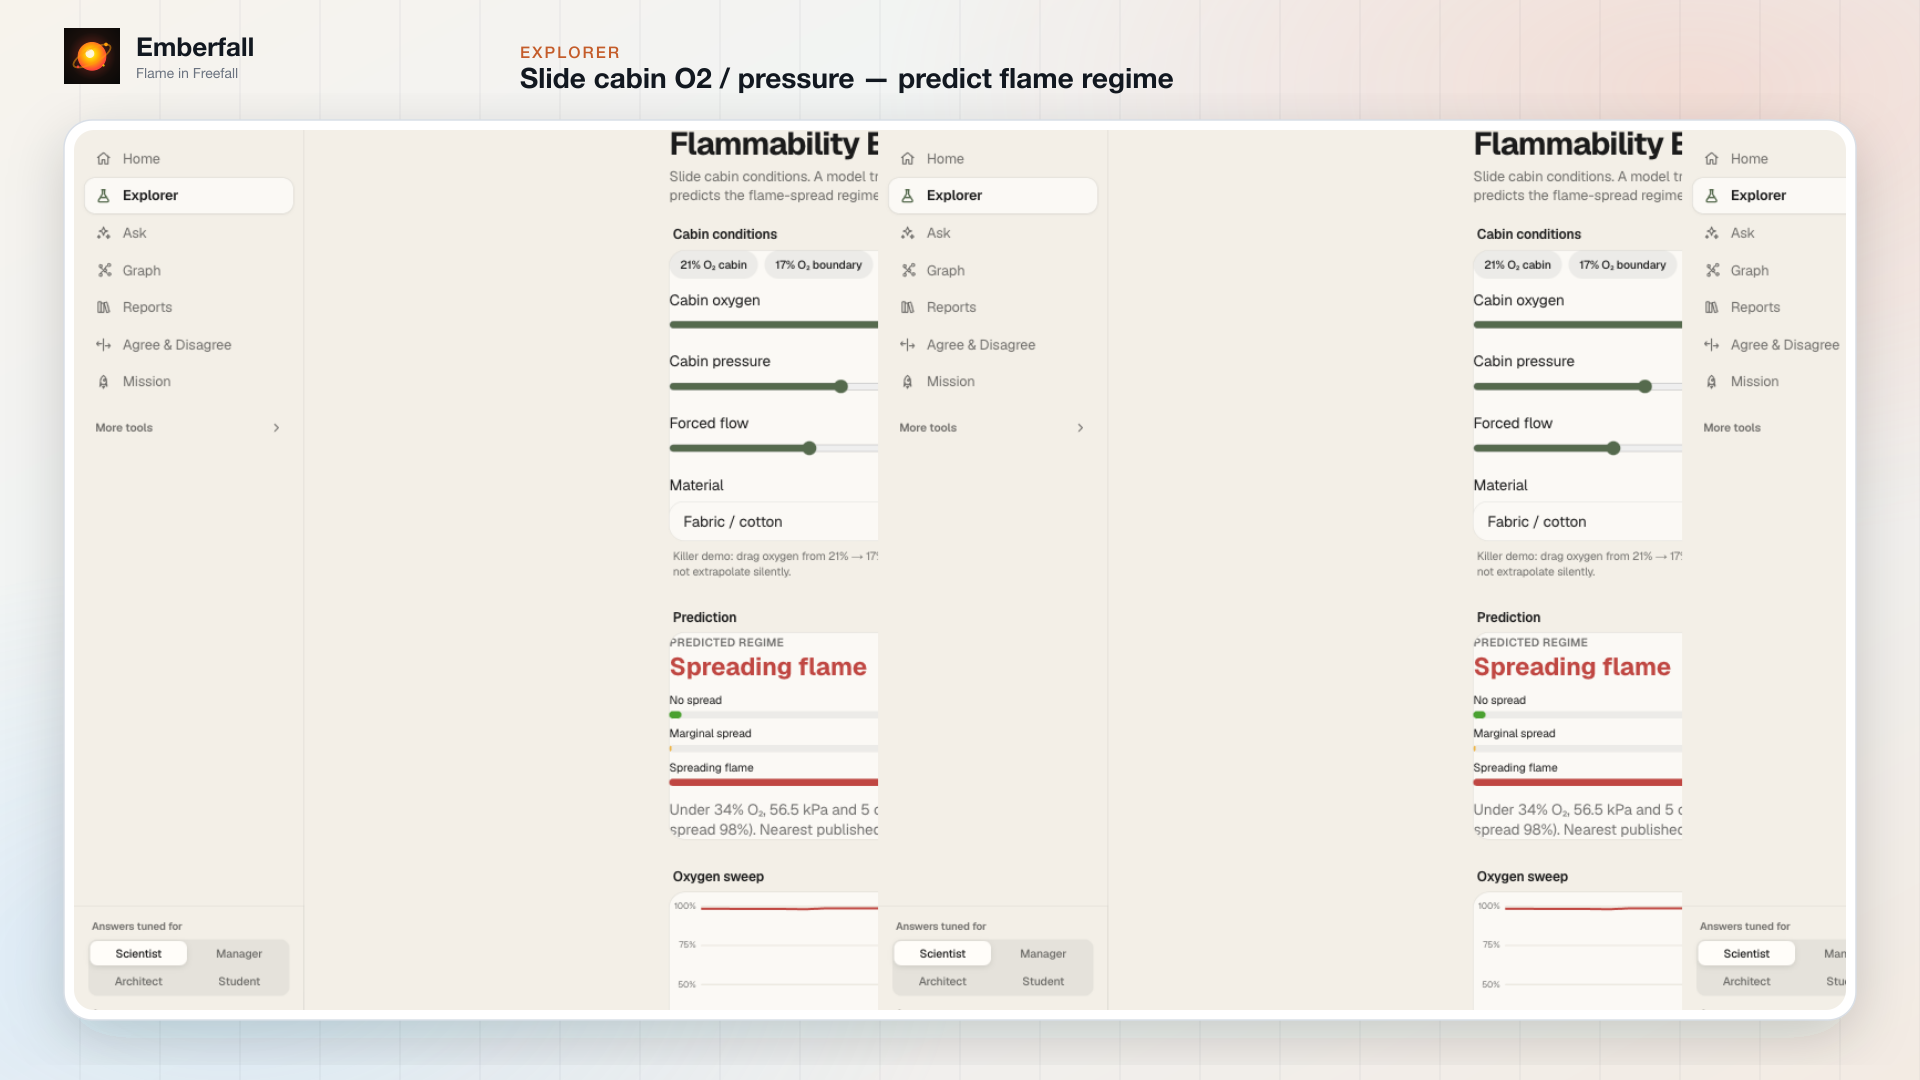 Emberfall
Flame in Freefall
EXPLORER
Slide cabin O2 / pressure — predict flame regime
Home
Explorer
Ask
Graph
Reports
Agree & Disagree
Mission
More tools
Answers tuned for
Scientist
Manager
Architect
Student
Flammability E
Slide cabin conditions. A model tr
predicts the flame-spread regime
Cabin conditions
21% O₂ cabin
17% O₂ boundary
Cabin oxygen
Cabin pressure
Forced flow
Material
Fabric / cotton
Killer demo: drag oxygen from 21% → 17%
not extrapolate silently.
Prediction
PREDICTED REGIME
Spreading flame
No spread
Marginal spread
Spreading flame
Under 34% O₂, 56.5 kPa and 5 c
spread 98%). Nearest published
Oxygen sweep
100%
75%
50%
Home
Explorer
Ask
Graph
Reports
Agree & Disagree
Mission
More tools
Answers tuned for
Scientist
Manager
Architect
Student
Flammability E
Slide cabin conditions. A model tr
predicts the flame-spread regime
Cabin conditions
21% O₂ cabin
17% O₂ boundary
Cabin oxygen
Cabin pressure
Forced flow
Material
Fabric / cotton
Killer demo: drag oxygen from 21% → 17%
not extrapolate silently.
Prediction
PREDICTED REGIME
Spreading flame
No spread
Marginal spread
Spreading flame
Under 34% O₂, 56.5 kPa and 5 c
spread 98%). Nearest published
Oxygen sweep
100%
75%
50%
Home
Explorer
Ask
Graph
Reports
Agree & Disagree
Mission
More tools
Answers tuned for
Scientist
Man
Architect
Stu